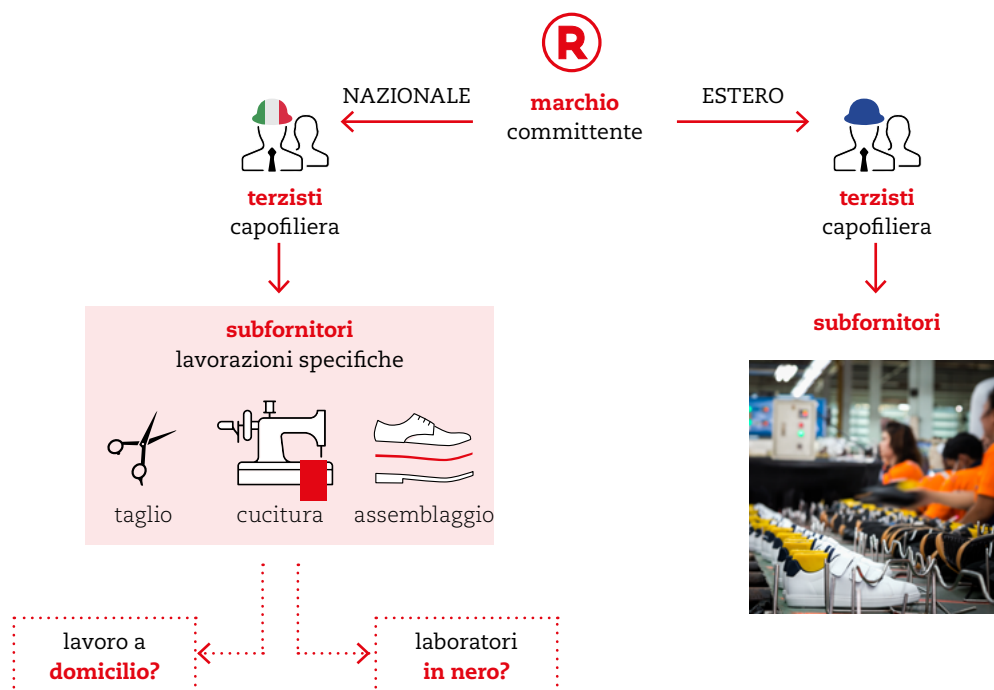 R
NAZIONALE
marchio
committente
ESTERO
terzisti
capofiliera
terzisti
capofiliera
subfornitori
lavorazioni specifiche
subfornitori
taglio
cucitura
assemblaggio
lavoro a
domicilio?
laboratori
in nero?